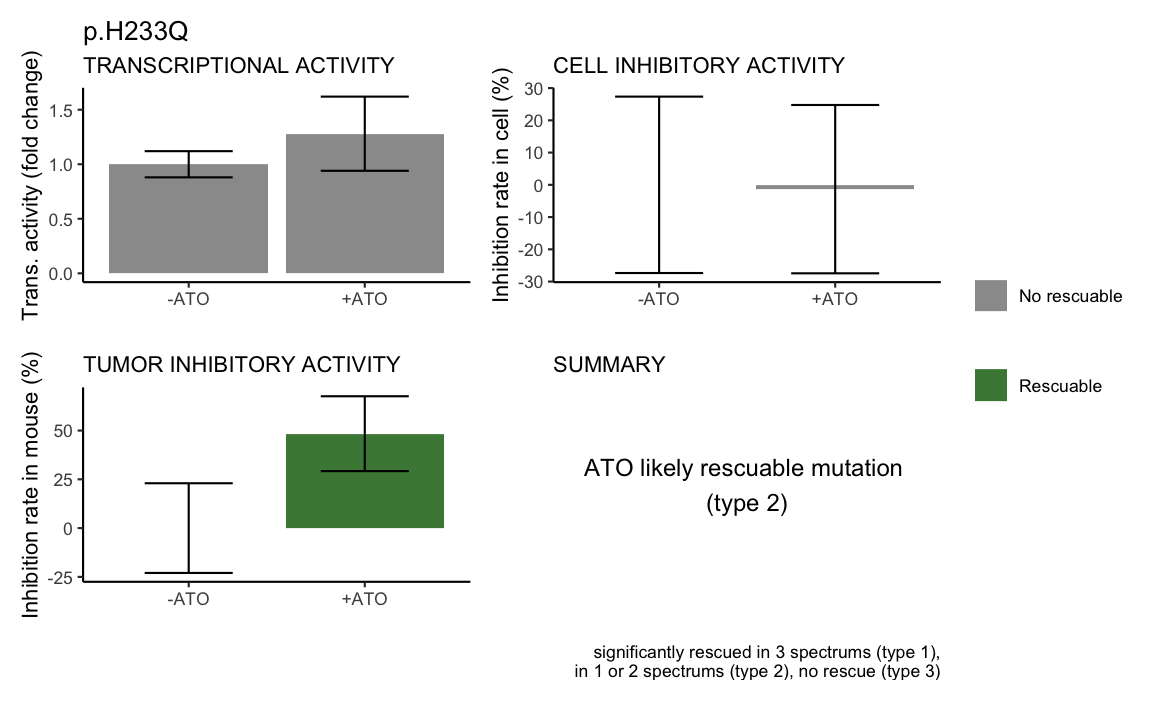 p.H233Q
TRANSCRIPTIONAL ACTIVITY
Trans. activity (fold change)
1.5
1.0
0.5
0.0
-ATO
+ATO
CELL INHIBITORY ACTIVITY
Inhibition rate in cell (%)
30
20
10
0
-10
-20
-30
-ATO
+ATO
No rescuable
Rescuable
TUMOR INHIBITORY ACTIVITY
Inhibition rate in mouse (%)
50
25
0
-25
-ATO
+ATO
SUMMARY
ATO likely rescuable mutation
(type 2)
significantly rescued in 3 spectrums (type 1),
in 1 or 2 spectrums (type 2), no rescue (type 3)